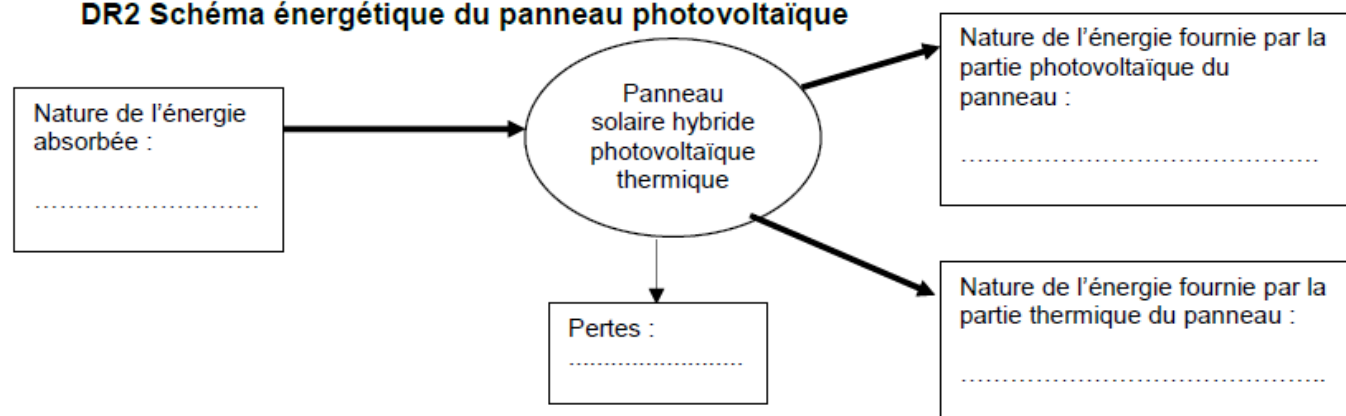 DR2 Schéma énergétique du panneau photovoltaïque
Nature de l’énergie
absorbée :
……………………….
Panneau
solaire hybride
photovoltaïque
thermique
Pertes :
.........................
Nature de l’énergie fournie par la
partie photovoltaïque du
panneau :
…………………………………….
Nature de l’énergie fournie par la
partie thermique du panneau :
……………………………………..